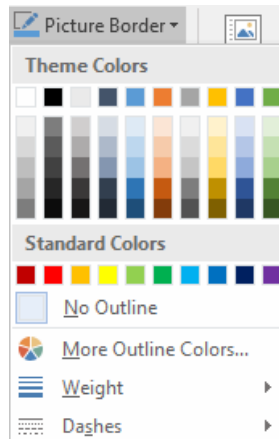 Picture Border
Theme Colors
Standard Colors
No Outline
More Outline Colors...
Weight
Dashes